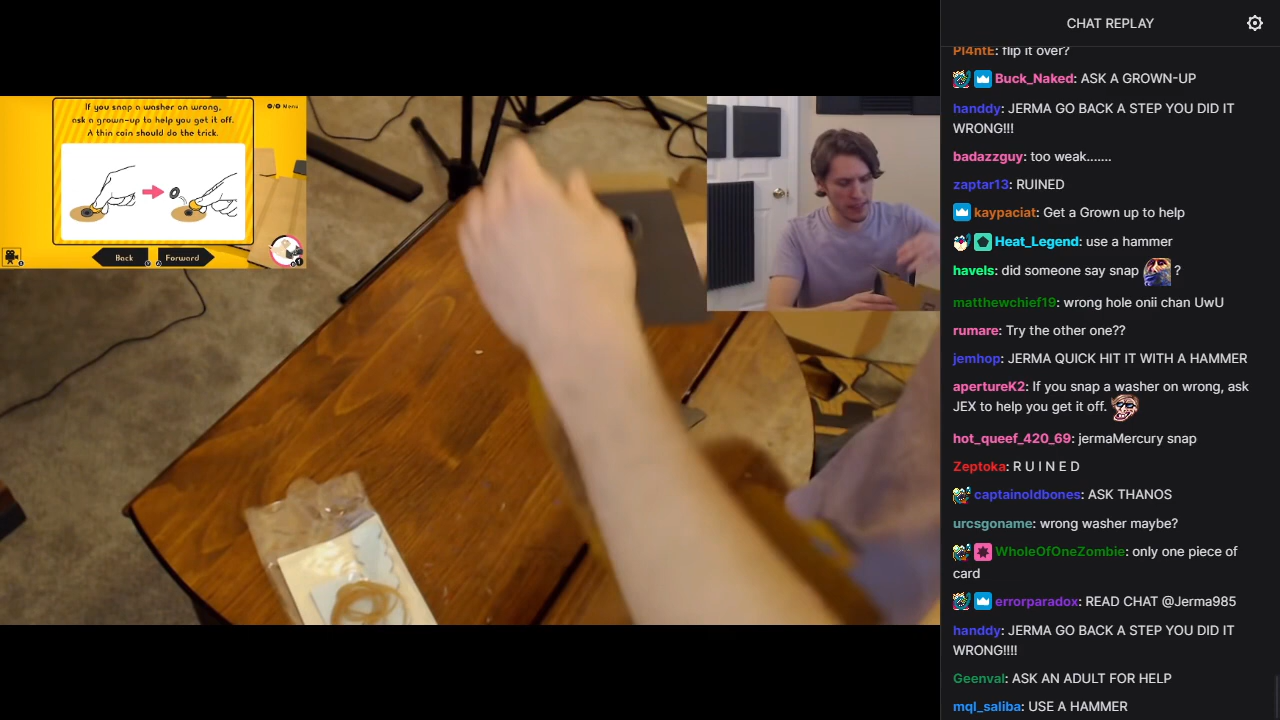 If you snap a washer on wrong,
ask a grown-up to help you get it off.
A thin coin should do the trick.
Menu
Back
Forward
CHAT REPLAY
Pl4ntE: flip it over?
Buck_Naked: ASK A GROWN-UP
handdy: JERMA GO BACK A STEP YOU DID IT
WRONG!!!
badazzguy: too weak.......
zaptar13: RUINED
kaypaciat: Get a Grown up to help
Heat_Legend: use a hammer
havels: did someone say snap ?
matthewchief19: wrong hole onii chan UwU
rumare: Try the other one??
jemhop: JERMA QUICK HIT IT WITH A HAMMER
apertureK2: If you snap a washer on wrong, ask
JEX to help you get it off.
hot_queef_420_69: jermaMercury snap
Zeptoka: R U I N E D
captainoldbones: ASK THANOS
urcsgoname: wrong washer maybe?
WholeOfOneZombie: only one piece of
card
errorparadox: READ CHAT @Jerma985
handdy: JERMA GO BACK A STEP YOU DID IT
WRONG!!!!
Geenval: ASK AN ADULT FOR HELP
mql_saliba: USE A HAMMER